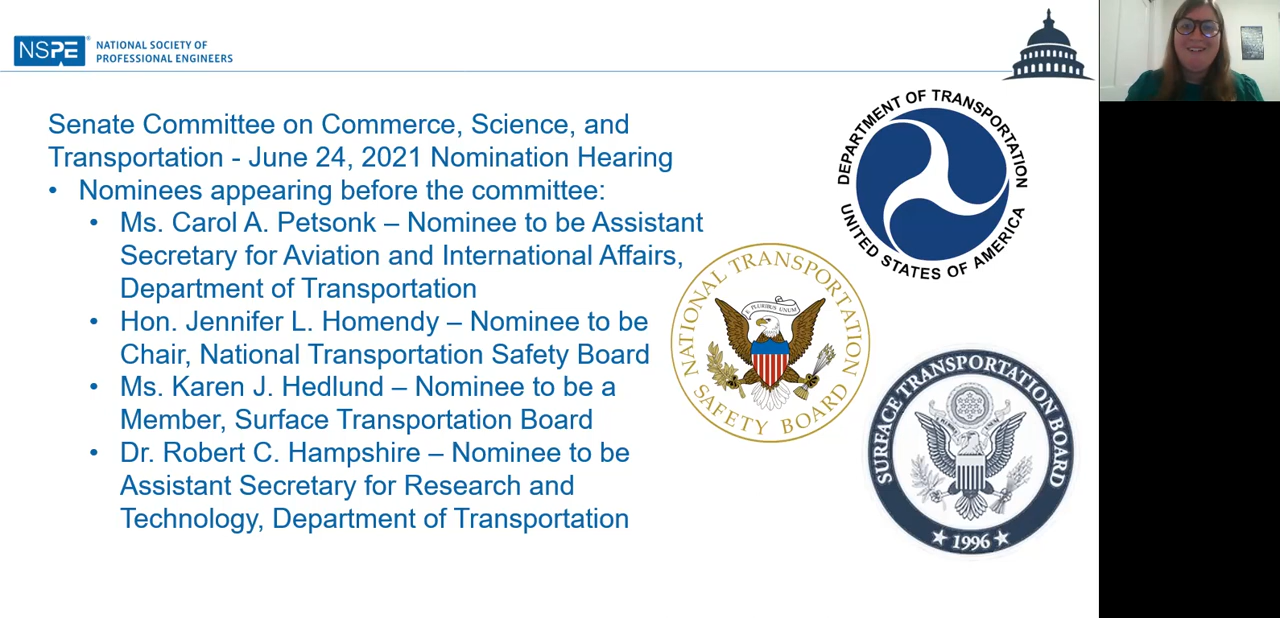 NSPE® NATIONAL SOCIETY OF
PROFESSIONAL ENGINEERS
Senate Committee on Commerce, Science, and
Transportation - June 24, 2021 Nomination Hearing
• Nominees appearing before the committee:
• Ms. Carol A. Petsonk – Nominee to be Assistant
Secretary for Aviation and International Affairs,
Department of Transportation
• Hon. Jennifer L. Homendy – Nominee to be
Chair, National Transportation Safety Board
• Ms. Karen J. Hedlund – Nominee to be a
Member, Surface Transportation Board
• Dr. Robert C. Hampshire – Nominee to be
Assistant Secretary for Research and
Technology, Department of Transportation
DEPARTMENT OF TRANSPORTATION
UNITED STATES OF AMERICA
NATIONAL TRANSPORTATION
SAFETY BOARD
E PLURIBUS UNUM
SURFACE TRANSPORTATION BOARD
1996